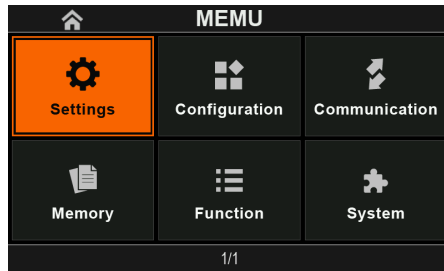 MEMU
Settings
Configuration
Communication
Memory
Function
System
1/1